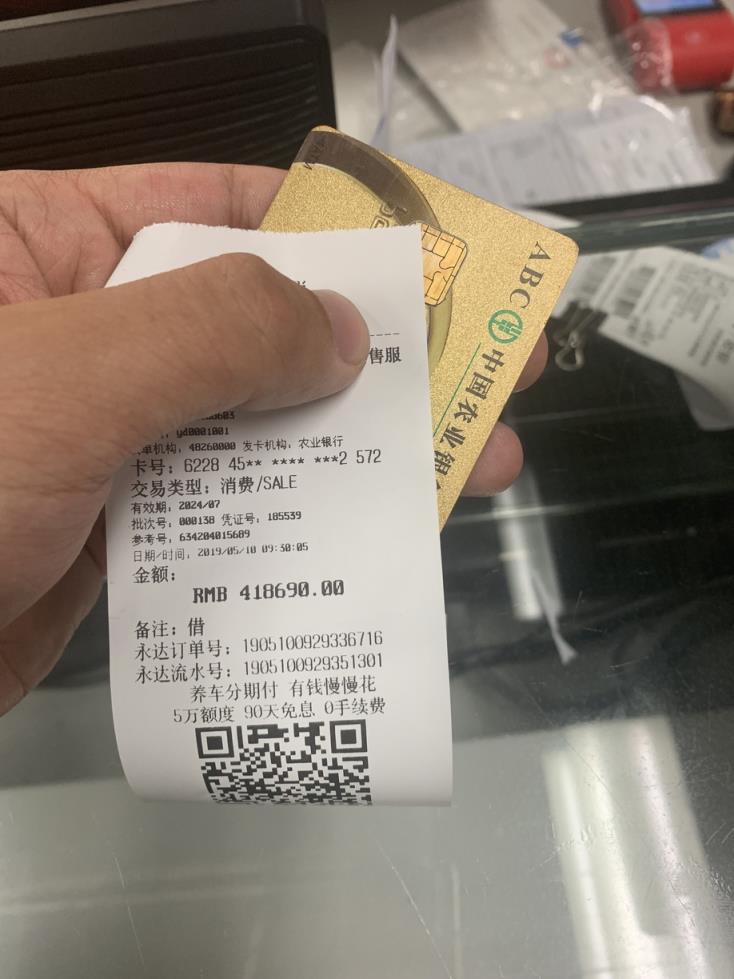 ABC 中国农业银
售服
yd0001001
单机构, 48260000 发卡机构, 农业银行
卡号: 6228 45** **** ***2 572
交易类型: 消费/SALE
有效期: 2024/07
批次号: 000138 凭证号: 185539
参考号: 634204015689
日期/时间, 2019/05/10 09:30:05
金额:
RMB 418690.00
备注: 借
永达订单号: 1905100929336716
永达流水号: 1905100929351301
养车分期付 有钱慢慢花
5万额度 90天免息 0手续费